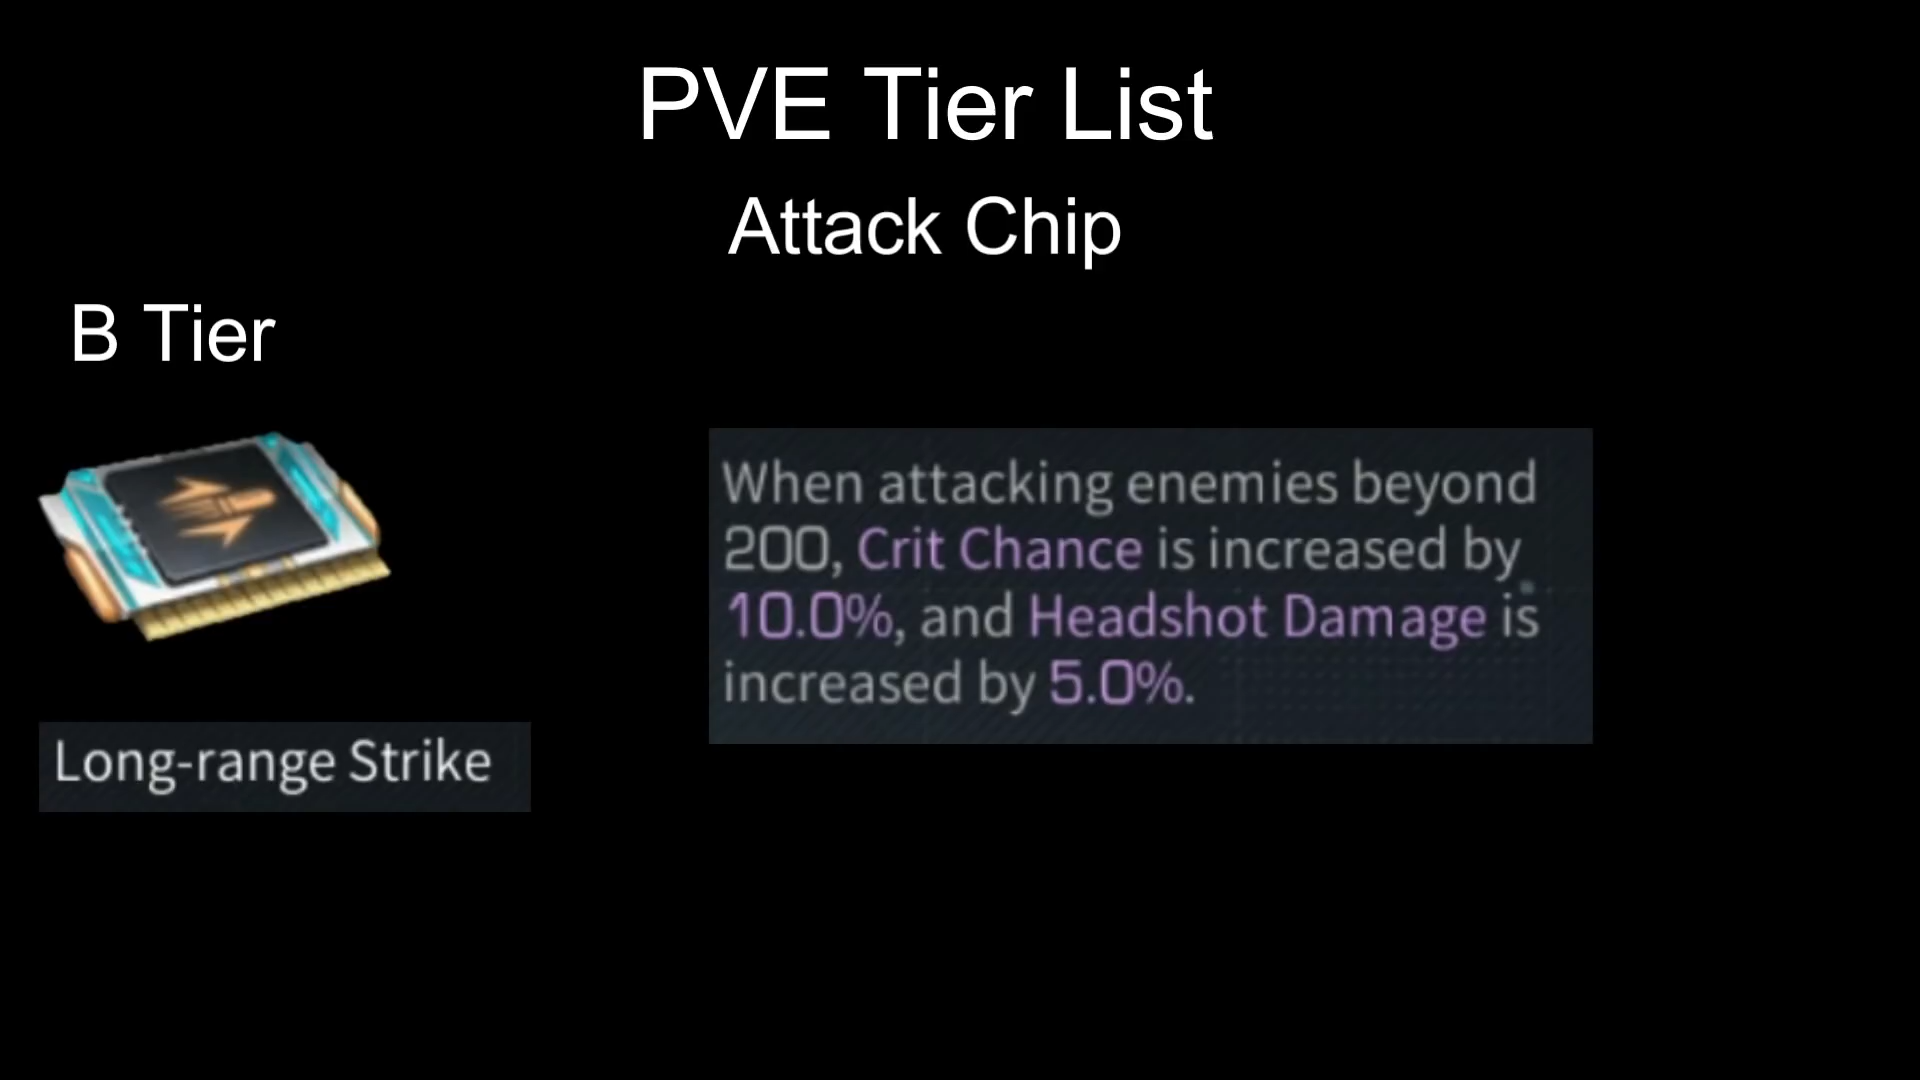 PVE Tier List
Attack Chip
B Tier
When attacking enemies beyond
200, Crit Chance is increased by
10.0%, and Headshot Damage is
increased by 5.0%.
Long-range Strike